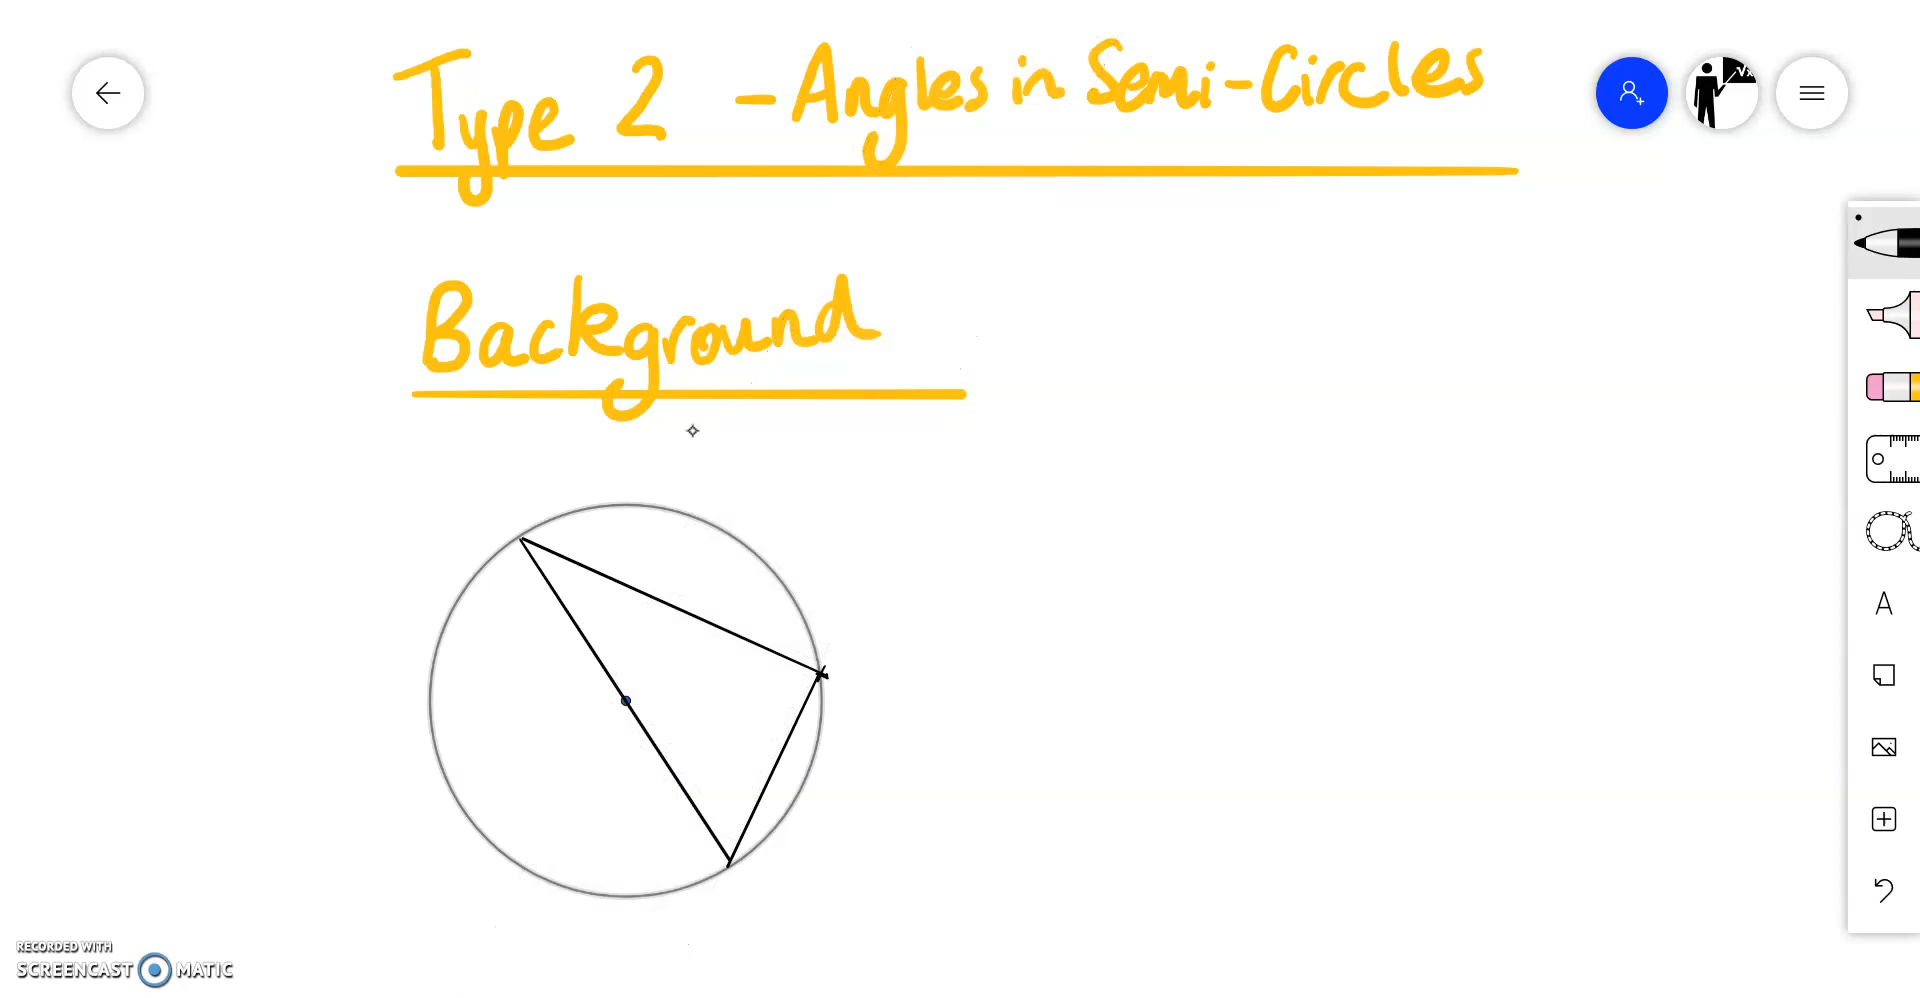 Type 2 - Angles in Semi-Circles
√x
Background
A
RECORDED WITH
SCREENCAST MATIC